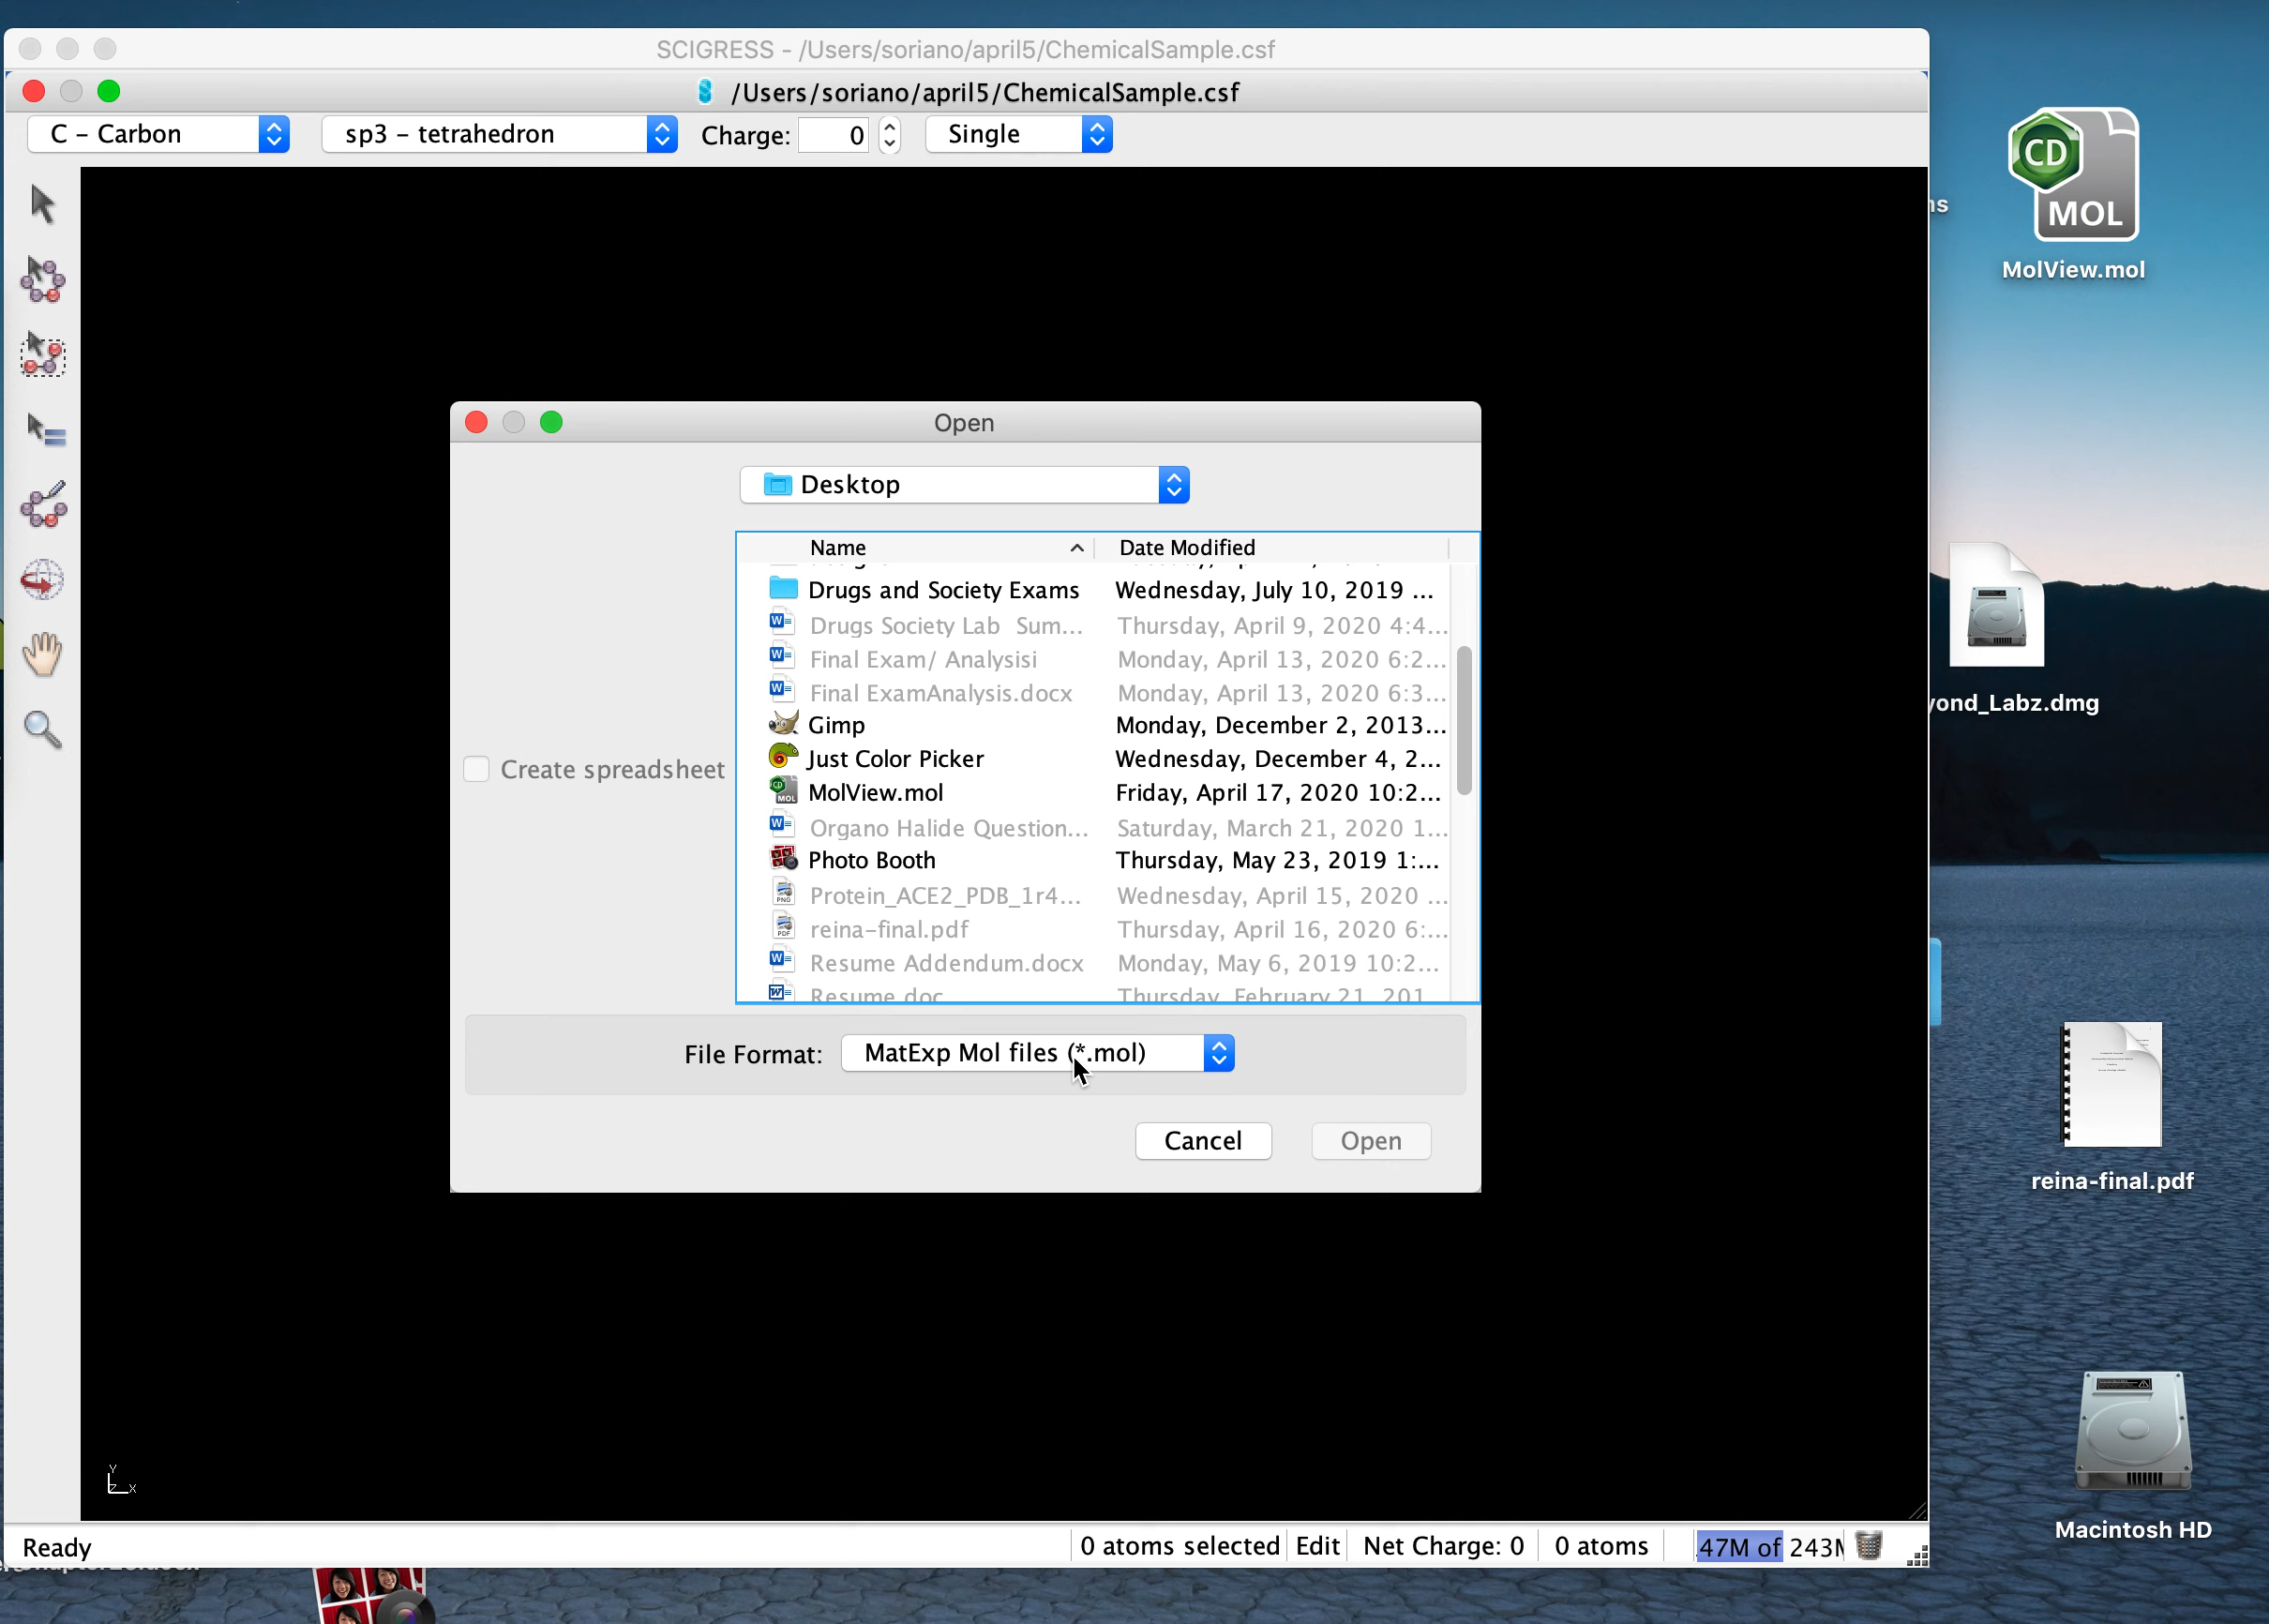 SCIGRESS - /Users/soriano/april5/ChemicalSample.csf
/Users/soriano/april5/ChemicalSample.csf
C - Carbon sp3 - tetrahedron Charge: 0 Single
CD
MOL
MolView.mol
Open
Desktop
Name Date Modified
Drugs and Society Exams Wednesday, July 10, 2019 ...
Drugs Society Lab Sum... Thursday, April 9, 2020 4:4...
Final Exam/ Analysisi Monday, April 13, 2020 6:2...
Final ExamAnalysis.docx Monday, April 13, 2020 6:3...
Gimp Monday, December 2, 2013...
Just Color Picker Wednesday, December 4, 2...
MolView.mol Friday, April 17, 2020 10:2...
Organo Halide Question... Saturday, March 21, 2020 1...
Photo Booth Thursday, May 23, 2019 1:...
Protein_ACE2_PDB_1r4... Wednesday, April 15, 2020 ...
reina-final.pdf Thursday, April 16, 2020 6:...
Resume Addendum.docx Monday, May 6, 2019 10:2...
Resume.doc Thursday, February 21, 201
Create spreadsheet
File Format: MatExp Mol files (*.mol)
Cancel Open
yond_Labz.dmg
reina-final.pdf
Macintosh HD
Y
Z X
Ready 0 atoms selected Edit Net Charge: 0 0 atoms 47M of 243M